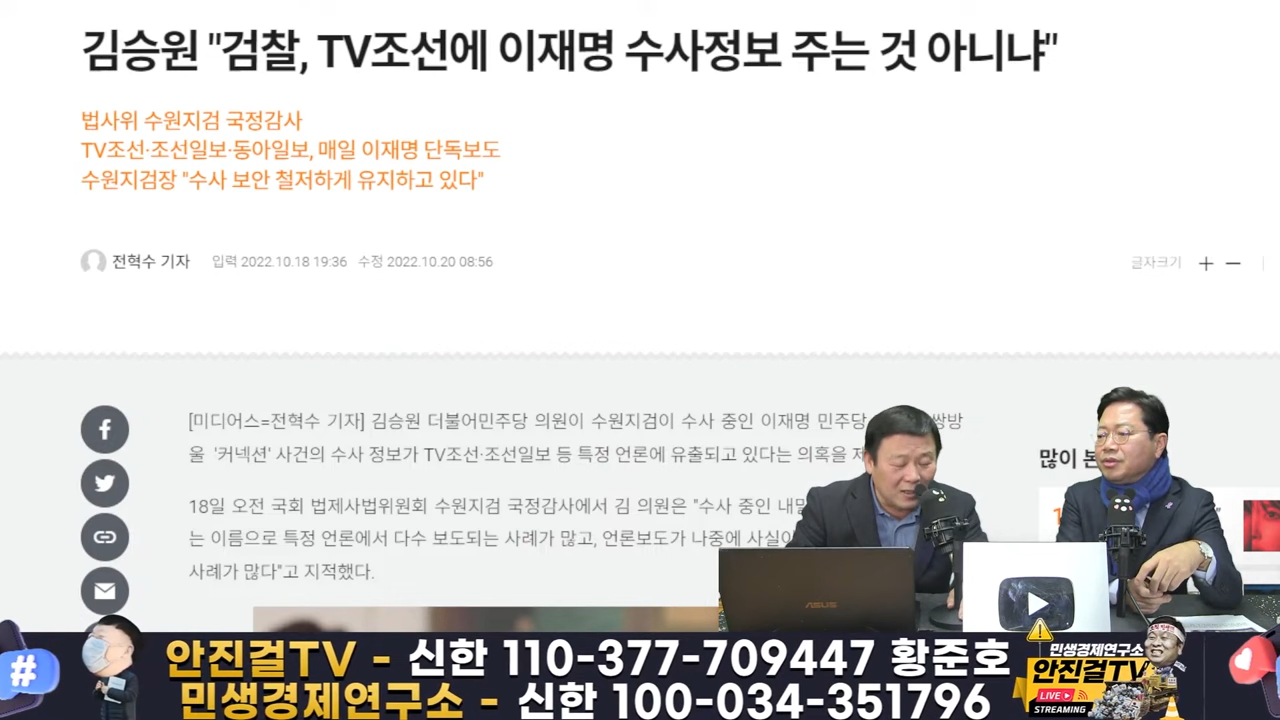 김승원 "검찰, TV조선에 이재명 수사정보 주는 것 아니냐"
법사위 수원지검 국정감사
TV조선·조선일보·동아일보, 매일 이재명 단독보도
수원지검장 "수사 보안 철저하게 유지하고 있다"
전혁수 기자 입력 2022.10.18 19:36 수정 2022.10.20 08:56
글자크기 + −
[미디어스=전혁수 기자] 김승원 더불어민주당 의원이 수원지검이 수사 중인 이재명 민주당 쌍방
울 '커넥션' 사건의 수사 정보가 TV조선·조선일보 등 특정 언론에 유출되고 있다는 의혹을
많이 본
18일 오전 국회 법제사법위원회 수원지검 국정감사에서 김 의원은 "수사 중인
는 이름으로 특정 언론에서 다수 보도되는 사례가 많고, 언론보도가 나중에
사례가 많다"고 지적했다.
ASUS
안진걸TV - 신한 110-377-709447 황준호
민생경제연구소 - 신한 100-034-351796
#
민생경제연구소
안진걸TV
LIVE
STREAMING